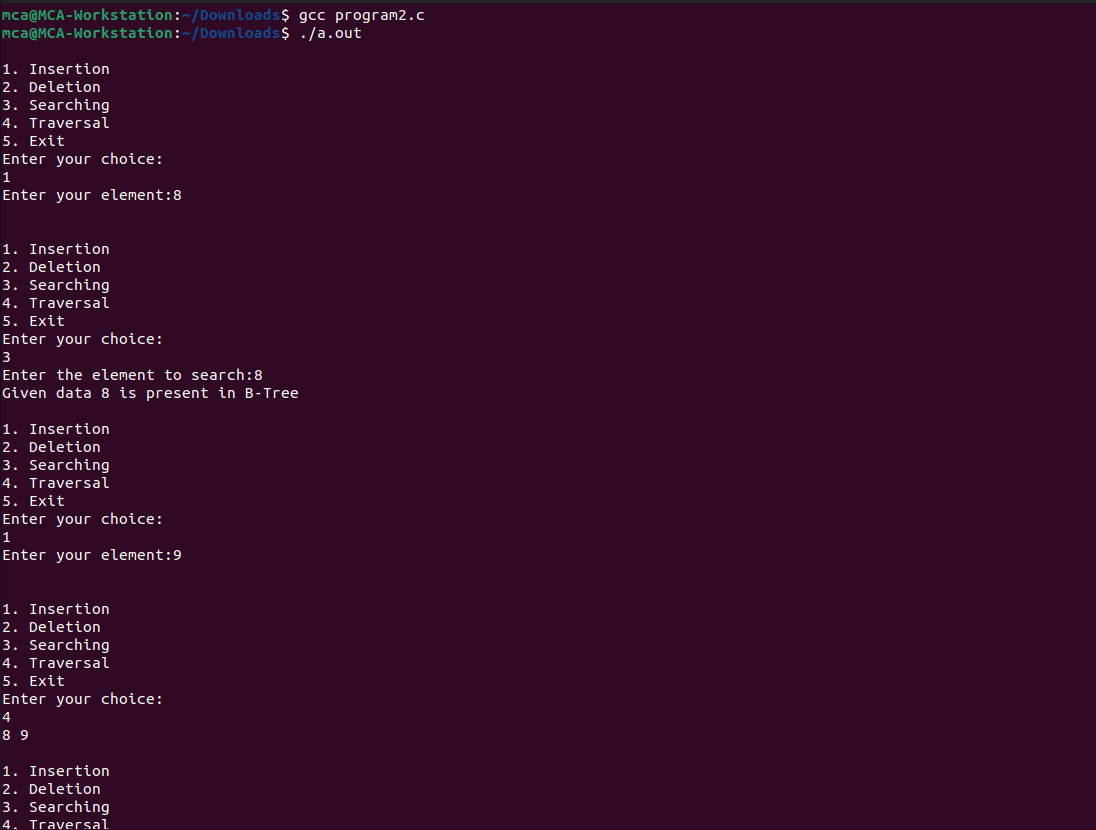 mca@MCA-Workstation:~/Downloads$ gcc program2.c
mca@MCA-Workstation:~/Downloads$ ./a.out
1. Insertion
2. Deletion
3. Searching
4. Traversal
5. Exit
Enter your choice:
1
Enter your element:8
1. Insertion
2. Deletion
3. Searching
4. Traversal
5. Exit
Enter your choice:
3
Enter the element to search:8
Given data 8 is present in B-Tree
1. Insertion
2. Deletion
3. Searching
4. Traversal
5. Exit
Enter your choice:
1
Enter your element:9
1. Insertion
2. Deletion
3. Searching
4. Traversal
5. Exit
Enter your choice:
4
8 9
1. Insertion
2. Deletion
3. Searching
4. Traversal